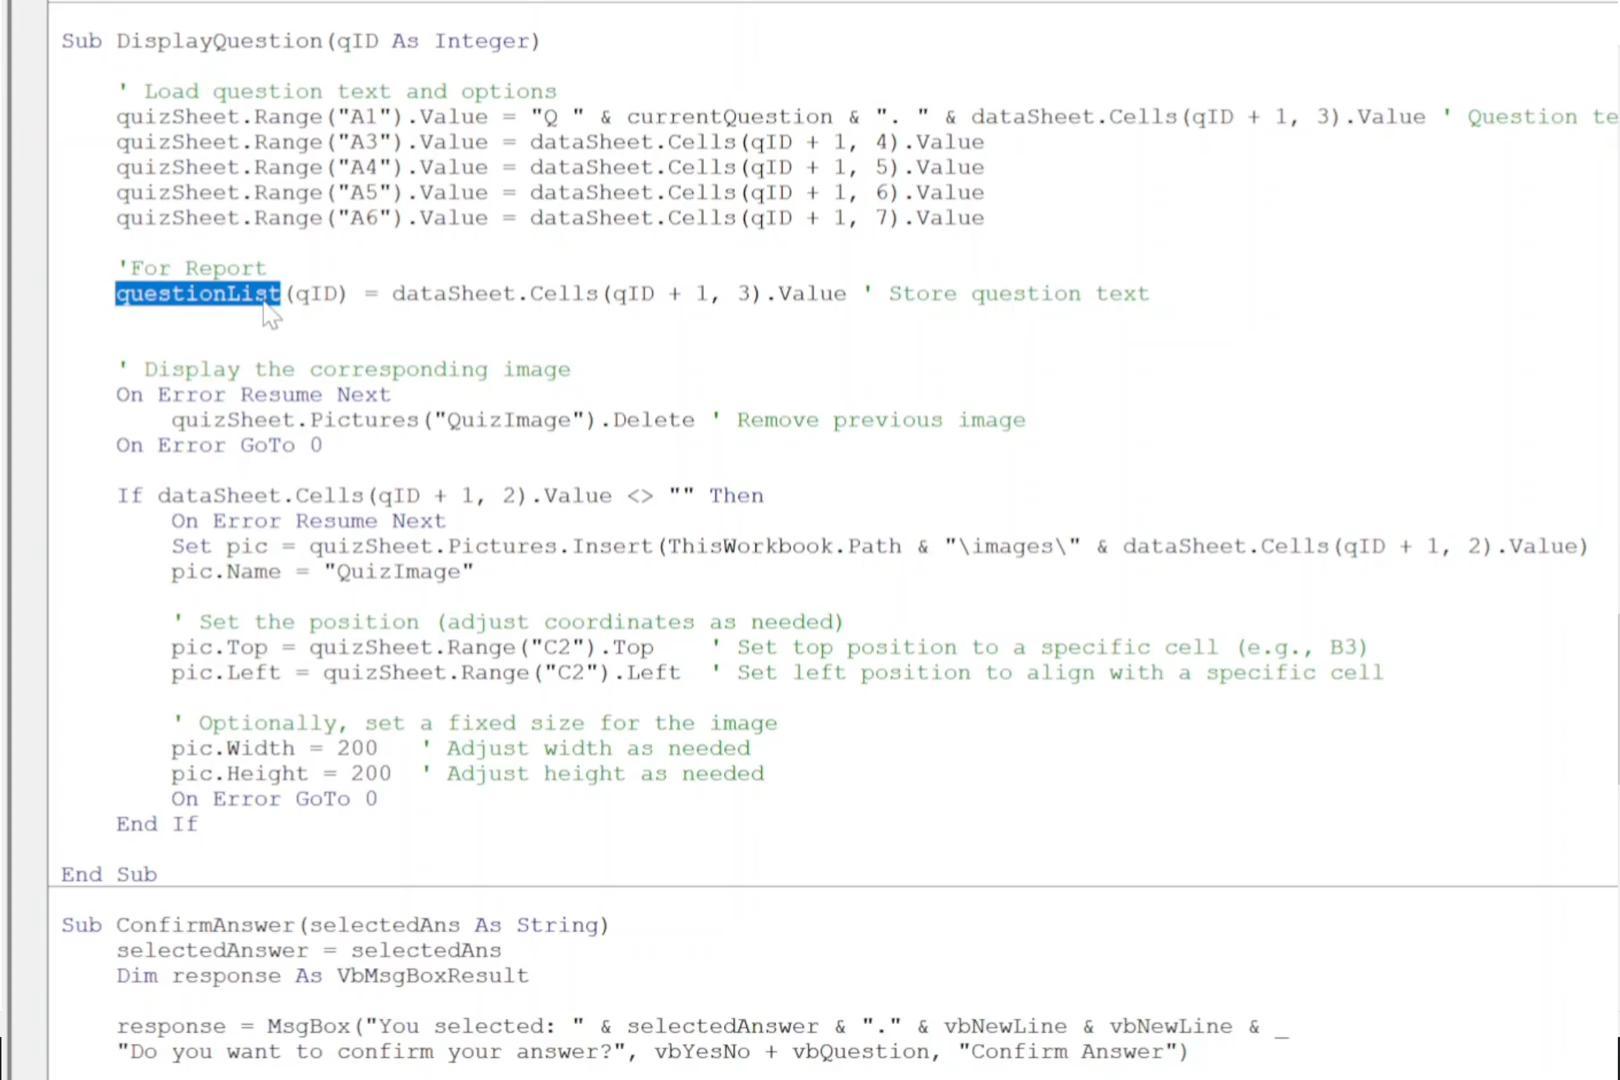 Sub DisplayQuestion(qID As Integer)
' Load question text and options
quizSheet.Range("A1").Value = "Q " & currentQuestion & ". " & dataSheet.Cells(qID + 1, 3).Value ' Question te
quizSheet.Range("A3").Value = dataSheet.Cells(qID + 1, 4).Value
quizSheet.Range("A4").Value = dataSheet.Cells(qID + 1, 5).Value
quizSheet.Range("A5").Value = dataSheet.Cells(qID + 1, 6).Value
quizSheet.Range("A6").Value = dataSheet.Cells(qID + 1, 7).Value
'For Report
questionList(qID) = dataSheet.Cells(qID + 1, 3).Value ' Store question text
' Display the corresponding image
On Error Resume Next
quizSheet.Pictures("QuizImage").Delete ' Remove previous image
On Error GoTo 0
If dataSheet.Cells(qID + 1, 2).Value <> "" Then
On Error Resume Next
Set pic = quizSheet.Pictures.Insert(ThisWorkbook.Path & "\images\" & dataSheet.Cells(qID + 1, 2).Value)
pic.Name = "QuizImage"
' Set the position (adjust coordinates as needed)
pic.Top = quizSheet.Range("C2").Top ' Set top position to a specific cell (e.g., B3)
pic.Left = quizSheet.Range("C2").Left ' Set left position to align with a specific cell
' Optionally, set a fixed size for the image
pic.Width = 200 ' Adjust width as needed
pic.Height = 200 ' Adjust height as needed
On Error GoTo 0
End If
End Sub
Sub ConfirmAnswer(selectedAns As String)
selectedAnswer = selectedAns
Dim response As VbMsgBoxResult
response = MsgBox("You selected: " & selectedAnswer & "." & vbNewLine & vbNewLine & _
"Do you want to confirm your answer?", vbYesNo + vbQuestion, "Confirm Answer")